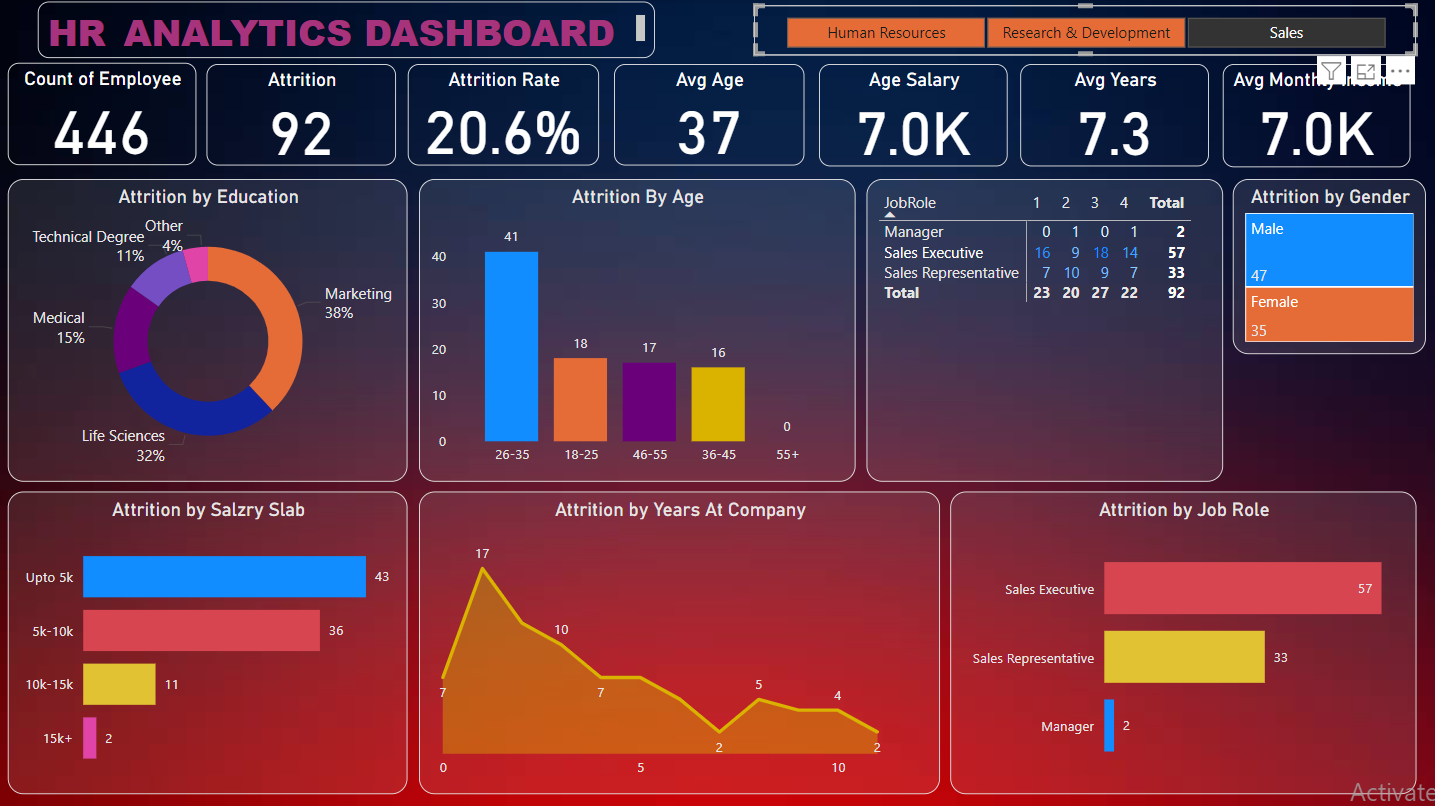 HR ANALYTICS DASHBOARD
Human Resources
Research & Development
Sales
Count of Employee
446
Attrition
92
Attrition Rate
20.6%
Avg Age
37
Age Salary
7.0K
Avg Years
7.3
Avg Monthly Income
7.0K
Attrition by Education
Other
4%
Technical Degree
11%
Marketing
38%
Medical
15%
Life Sciences
32%
Attrition By Age
41
40
30
20
10
0
18
17
16
0
26-35 18-25 46-55 36-45 55+
JobRole 1 2 3 4 Total
Manager 0 1 0 1 2
Sales Executive 16 9 18 14 57
Sales Representative 7 10 9 7 33
Total 23 20 27 22 92
Attrition by Gender
Male
47
Female
35
Attrition by Salzry Slab
Upto 5k 43
5k-10k 36
10k-15k 11
15k+ 2
Attrition by Years At Company
17
10
7
7
5
4
2
2
0 5 10
Attrition by Job Role
Sales Executive 57
Sales Representative 33
Manager 2
Activate